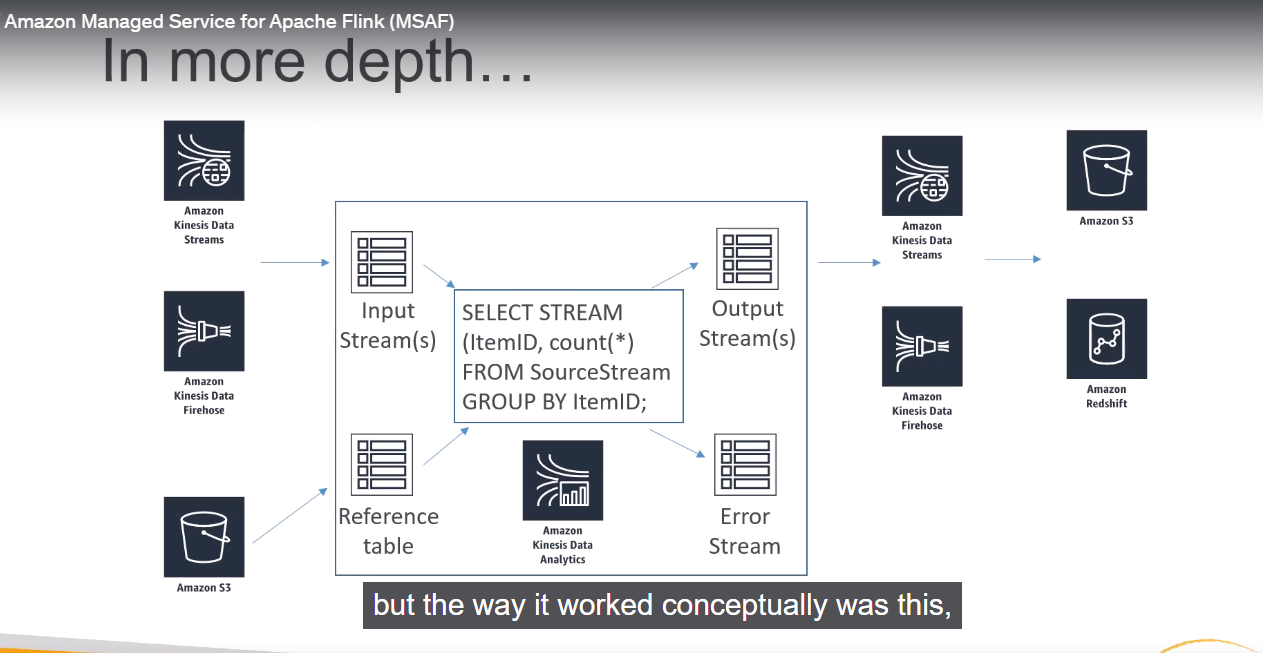 Amazon Managed Service for Apache Flink (MSAF)
In more depth...
Amazon
Kinesis Data
Streams
Amazon
Kinesis Data
Firehose
Amazon S3
Input
Stream(s)
Reference
table
SELECT STREAM
(ItemID, count(*)
FROM SourceStream
GROUP BY ItemID;
Amazon
Kinesis Data
Analytics
Output
Stream(s)
Error
Stream
Amazon
Kinesis Data
Streams
Amazon
Kinesis Data
Firehose
Amazon S3
Amazon
Redshift
but the way it worked conceptually was this,